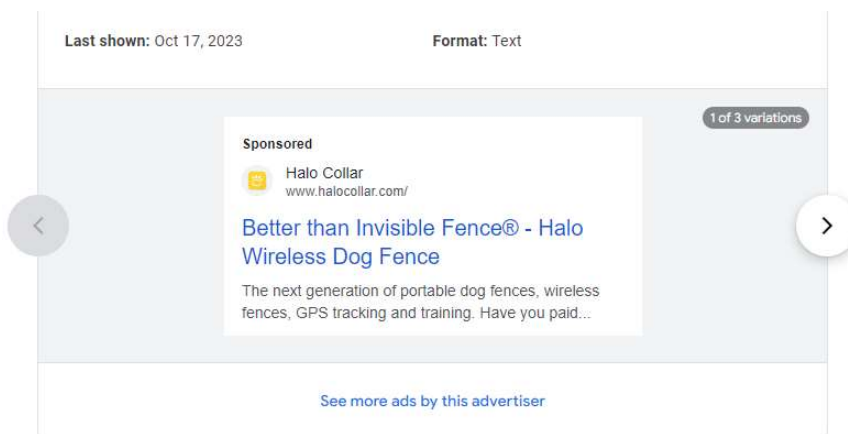 Last shown: Oct 17, 2023 Format: Text
1 of 3 variations
Sponsored
Halo Collar
www.halocollar.com/
Better than Invisible Fence® - Halo
Wireless Dog Fence
The next generation of portable dog fences, wireless
fences, GPS tracking and training. Have you paid...
See more ads by this advertiser